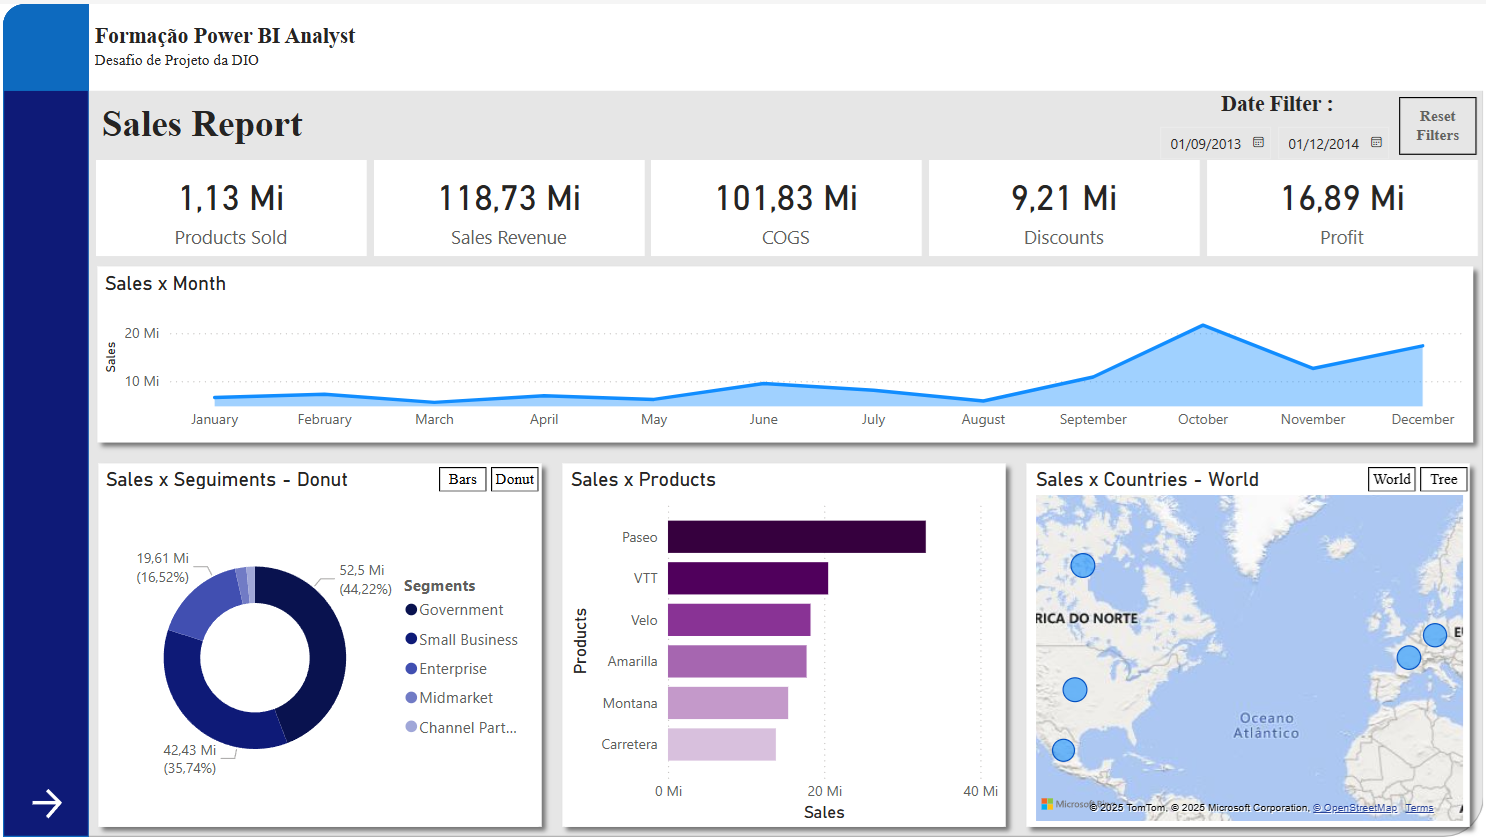 Formação Power BI Analyst
Desafio de Projeto da DIO
Sales Report
Date Filter :
01/09/2013
01/12/2014
Reset
Filters
1,13 Mi
Products Sold
118,73 Mi
Sales Revenue
101,83 Mi
COGS
9,21 Mi
Discounts
16,89 Mi
Profit
Sales x Month
Sales
20 Mi
10 Mi
January February March April May June July August September October November December
Sales x Seguiments - Donut
Bars
Donut
19,61 Mi
(16,52%)
52,5 Mi
(44,22%)
42,43 Mi
(35,74%)
Segments
Government
Small Business
Enterprise
Midmarket
Channel Part...
Sales x Products
Products
Paseo
VTT
Velo
Amarilla
Montana
Carretera
0 Mi 20 Mi 40 Mi
Sales
Sales x Countries - World
World
Tree
RICA DO NORTE
Oceano
Atlântico
© 2025 TomTom, © 2025 Microsoft Corporation, © OpenStreetMap Terms